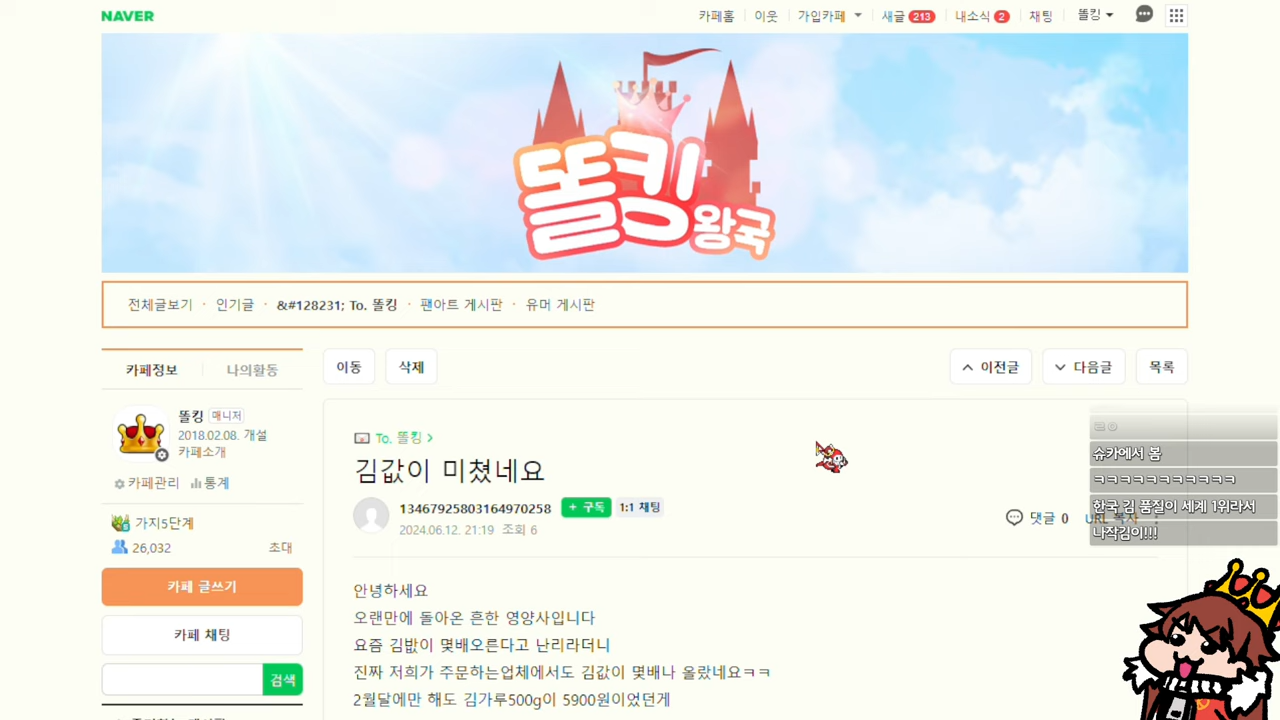 NAVER
카페홈 이웃 가입카페 새글 213 내소식 2 채팅 똘킹
똘킹왕국
전체글보기 · 인기글 · &#128231; To. 똘킹 · 팬아트 게시판 · 유머 게시판
카페정보 나의활동
이동 삭제
이전글 다음글 목록
똘킹 매니저
2018.02.08. 개설
카페소개
카페관리 통계
가지5단계
26,032 초대
카페 글쓰기
카페 채팅
검색
To. 똘킹 >
김값이 미쳤네요
13467925803164970258 + 구독 1:1 채팅
2024.06.12. 21:19 조회 6
댓글 0 URL 복사
안녕하세요
오랜만에 돌아온 흔한 영양사입니다
요즘 김밦이 몇배오른다고 난리라더니
진짜 저희가 주문하는업체에서도 김값이 몇배나 올랐네요ㅋㅋ
2월달에만 해도 김가루500g이 5900원이었던게
ㄹㅇ
슈카에서 봄
ㅋㅋㅋㅋㅋㅋㅋㅋㅋㅋㅋ
한국 김 품질이 세계 1위라서
나작김이!!!